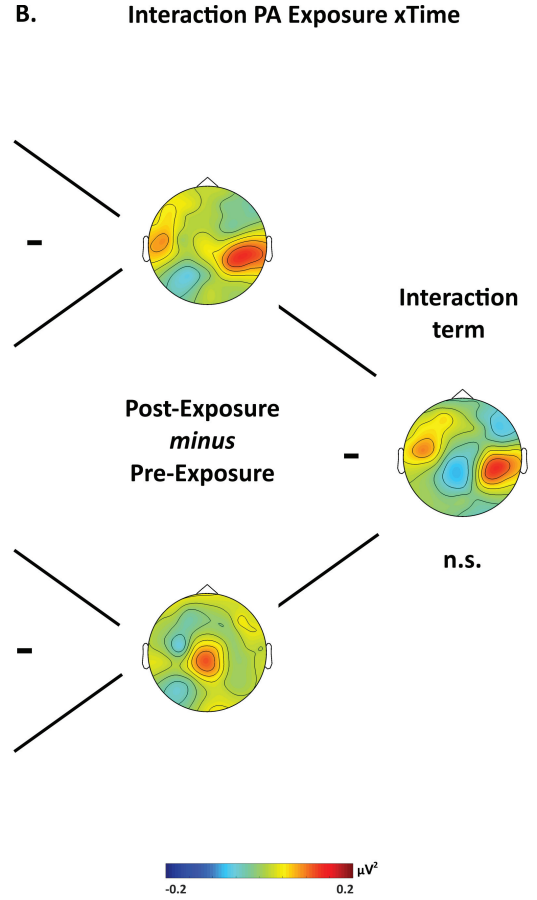 B. Interaction PA Exposure xTime
-
Interaction
term
Post-Exposure
minus
Pre-Exposure
-
n.s.
-
-0.2 0.2 μV²